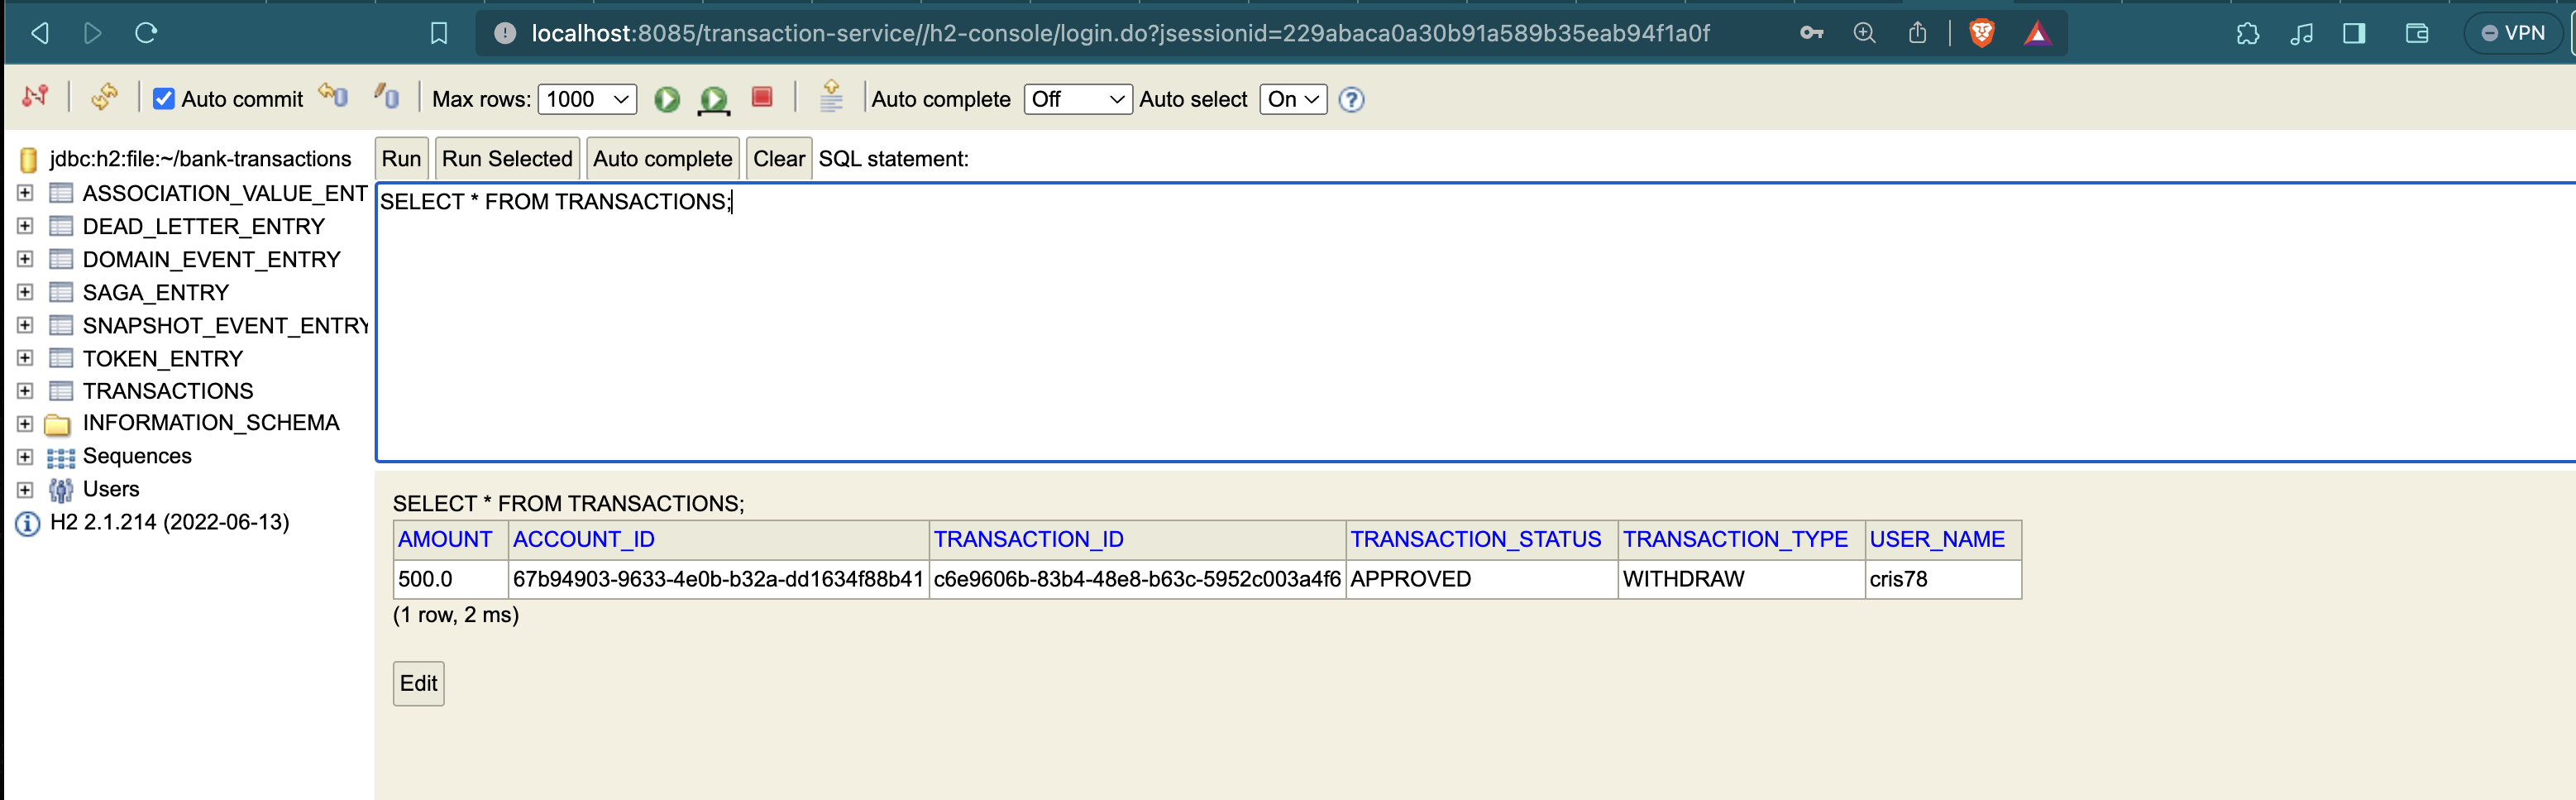 localhost:8085/transaction-service//h2-console/login.do?jsessionid=229abaca0a30b91a589b35eab94f1a0f
VPN
Auto commit Max rows: 1000 Auto complete Off Auto select On
jdbc:h2:file:~/bank-transactions
ASSOCIATION_VALUE_ENT
DEAD_LETTER_ENTRY
DOMAIN_EVENT_ENTRY
SAGA_ENTRY
SNAPSHOT_EVENT_ENTRY
TOKEN_ENTRY
TRANSACTIONS
INFORMATION_SCHEMA
Sequences
Users
H2 2.1.214 (2022-06-13)
Run Run Selected Auto complete Clear SQL statement:
SELECT * FROM TRANSACTIONS;
SELECT * FROM TRANSACTIONS;
AMOUNT ACCOUNT_ID TRANSACTION_ID TRANSACTION_STATUS TRANSACTION_TYPE USER_NAME
500.0 67b94903-9633-4e0b-b32a-dd1634f88b41 c6e9606b-83b4-48e8-b63c-5952c003a4f6 APPROVED WITHDRAW cris78
(1 row, 2 ms)
Edit